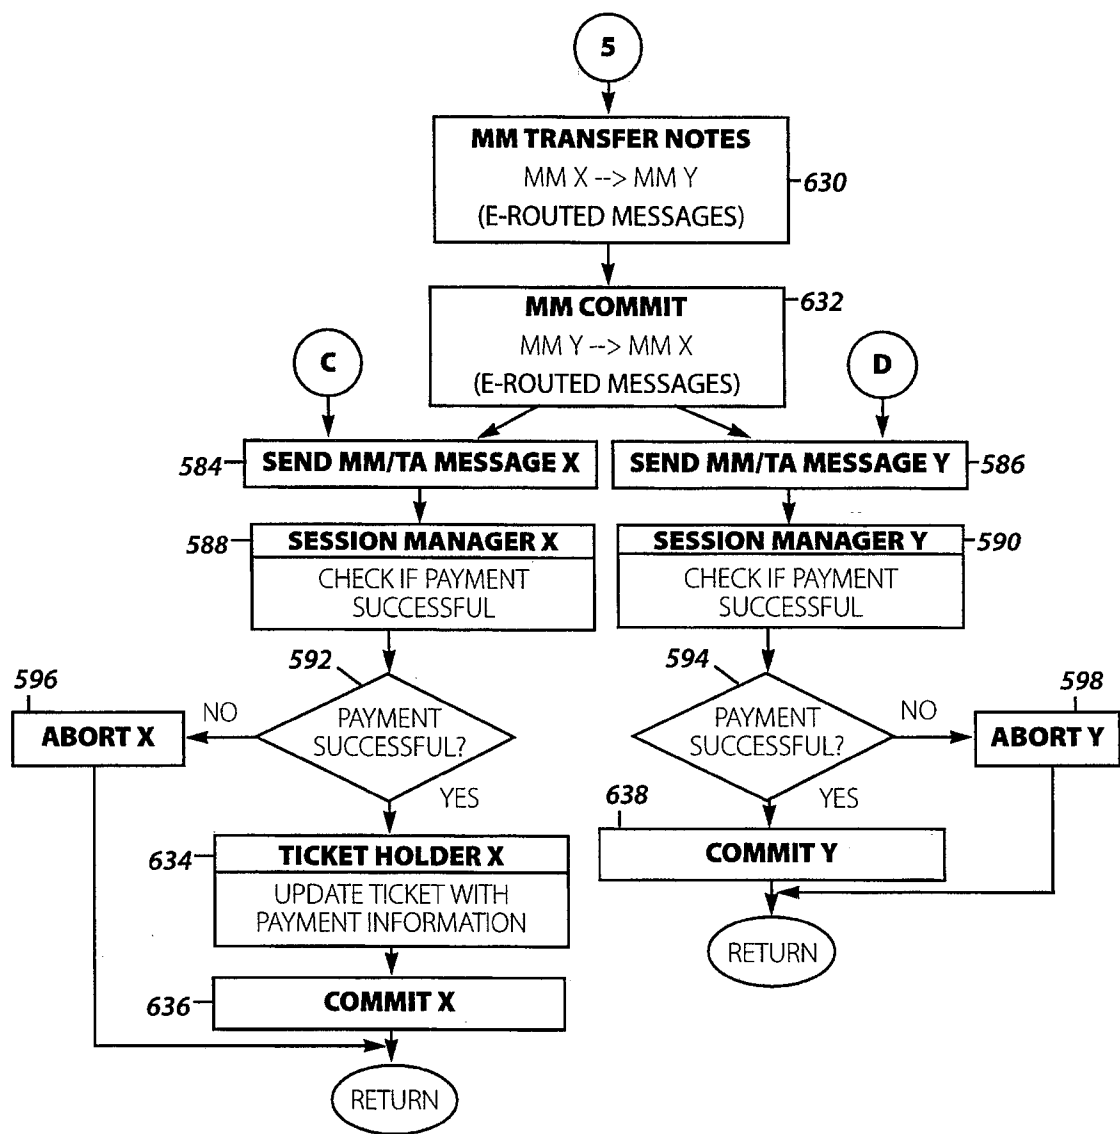 5
MM TRANSFER NOTES
MM X --> MM Y
(E-ROUTED MESSAGES)
630
MM COMMIT
MM Y --> MM X
(E-ROUTED MESSAGES)
632
C
D
584
SEND MM/TA MESSAGE X
SEND MM/TA MESSAGE Y
586
588
SESSION MANAGER X
CHECK IF PAYMENT
SUCCESSFUL
SESSION MANAGER Y
CHECK IF PAYMENT
SUCCESSFUL
590
592
594
596
ABORT X
NO
PAYMENT
SUCCESSFUL?
YES
PAYMENT
SUCCESSFUL?
NO
YES
598
ABORT Y
634
TICKET HOLDER X
UPDATE TICKET WITH
PAYMENT INFORMATION
638
COMMIT Y
RETURN
636
COMMIT X
RETURN